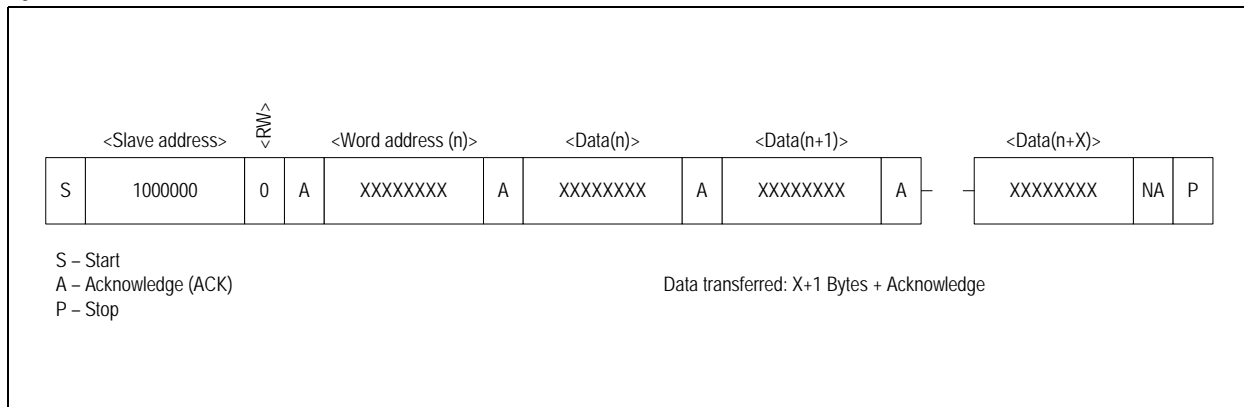 <Slave address> <RW> <Word address (n)> <Data(n)> <Data(n+1)> <Data(n+X)>
S 1000000 0 A XXXXXXXX A XXXXXXXX A XXXXXXXX A XXXXXXXX NA P
S – Start
A – Acknowledge (ACK) Data transferred: X+1 Bytes + Acknowledge
P – Stop